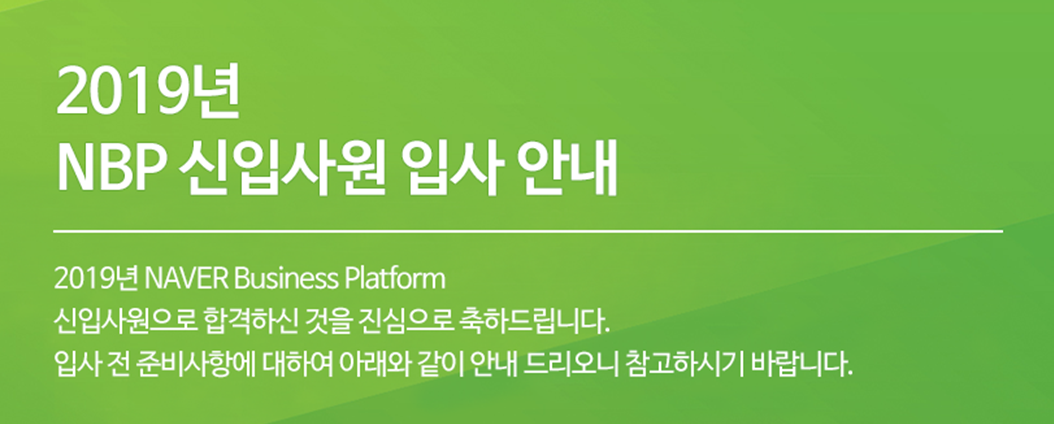 2019년
NBP 신입사원 입사 안내
2019년 NAVER Business Platform
신입사원으로 합격하신 것을 진심으로 축하드립니다.
입사 전 준비사항에 대하여 아래와 같이 안내 드리오니 참고하시기 바랍니다.